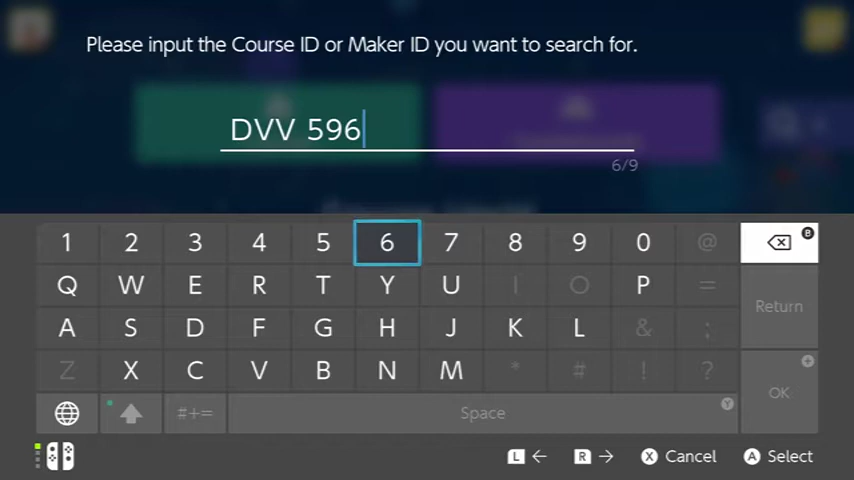 Please input the Course ID or Maker ID you want to search for.
DVV 596
6/9
1 2 3 4 5 6 7 8 9 0 @ B
Q W E R T Y U I O P =
Return
A S D F G H J K L & ;
Z X C V B N M * # ! ?
+
OK
#+= Space Y
L ← R → X Cancel A Select